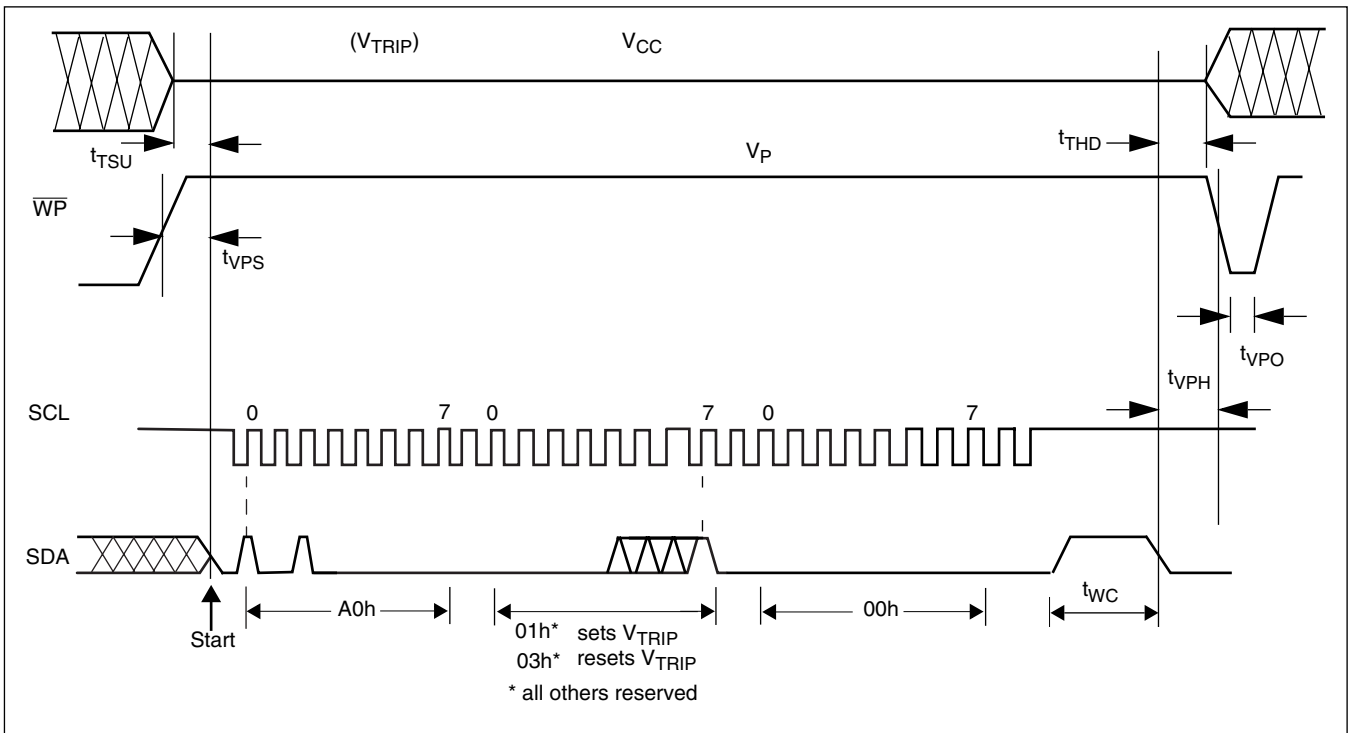 (VTRIP) VCC
tTSU
tTHD
VP
WP
tVPS
tVPO
tVPH
SCL 0 7 0 7 0 7
SDA
A0h 00h tWC
Start
01h* sets VTRIP
03h* resets VTRIP
* all others reserved